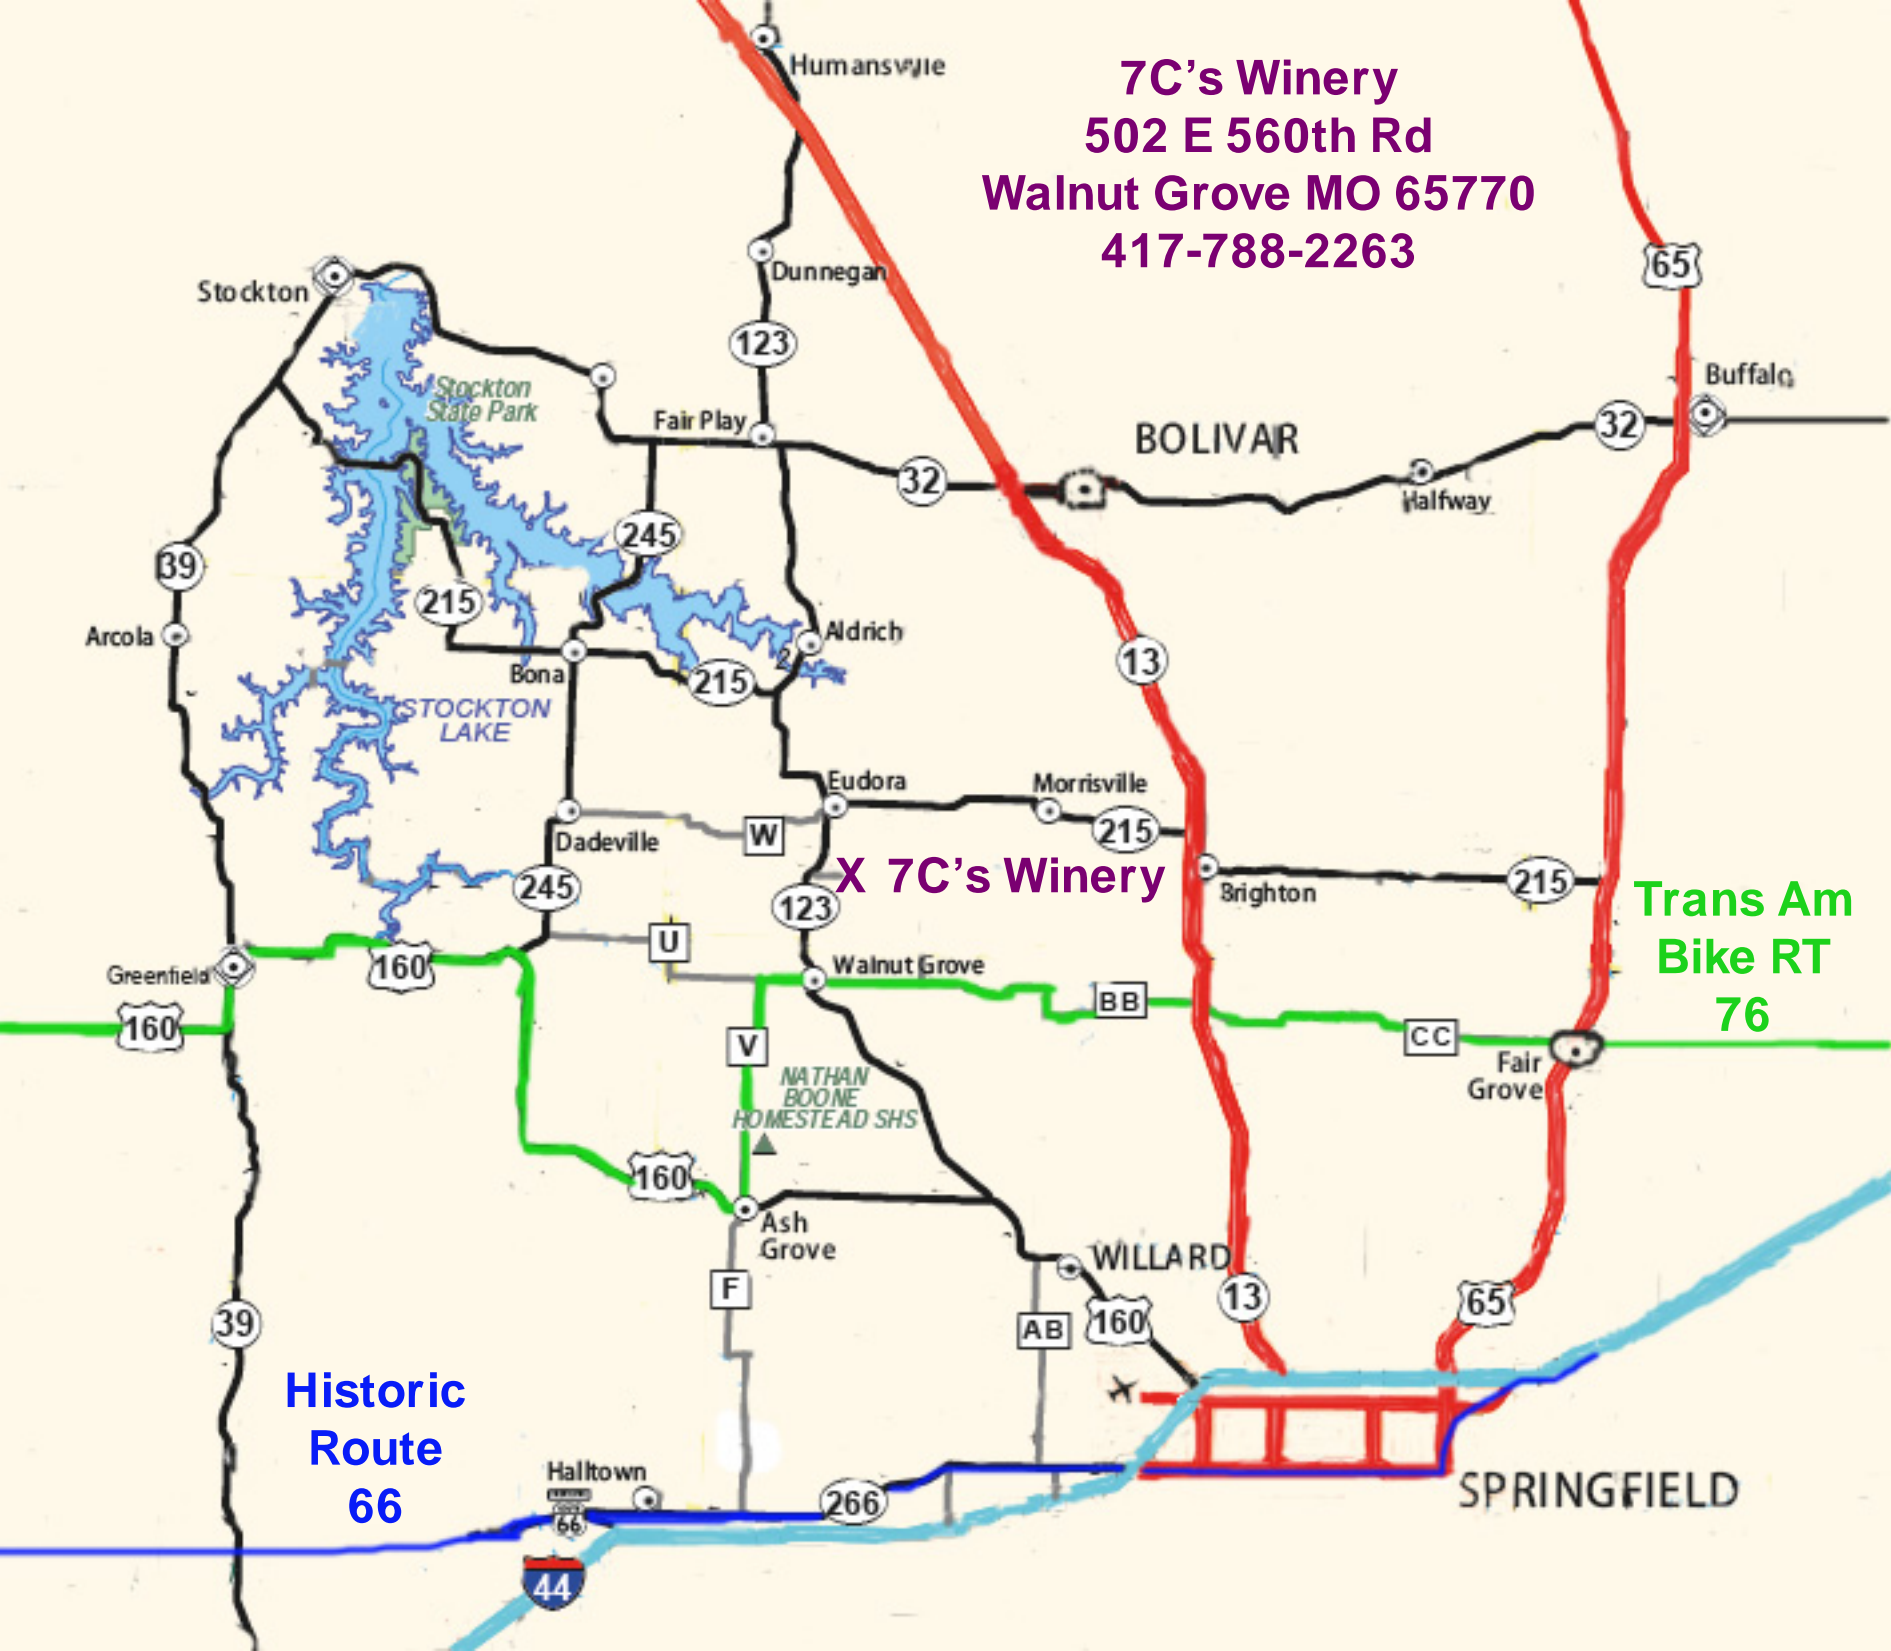 Humansville
7C’s Winery
502 E 560th Rd
Walnut Grove MO 65770
417-788-2263
65
Stockton
Dunnegan
123
Buffalo
Stockton
State Park
Fair Play
32
BOLIVAR
32
Halfway
245
39
215
Arcola
Aldrich
2
13
Bona
215
STOCKTON
LAKE
Eudora
Morrisville
Dadeville
W
215
X 7C’s Winery
245
123
Brighton
215
Trans Am
Bike RT
76
U
160
Greenfield
Walnut Grove
160
BB
CC
V
Fair
Grove
NATHAN
BOONE
HOMESTEAD SHS
160
Ash
Grove
WILLARD
F
13
65
39
AB
160
Historic
Route
66
Halltown
266
66
SPRINGFIELD
44